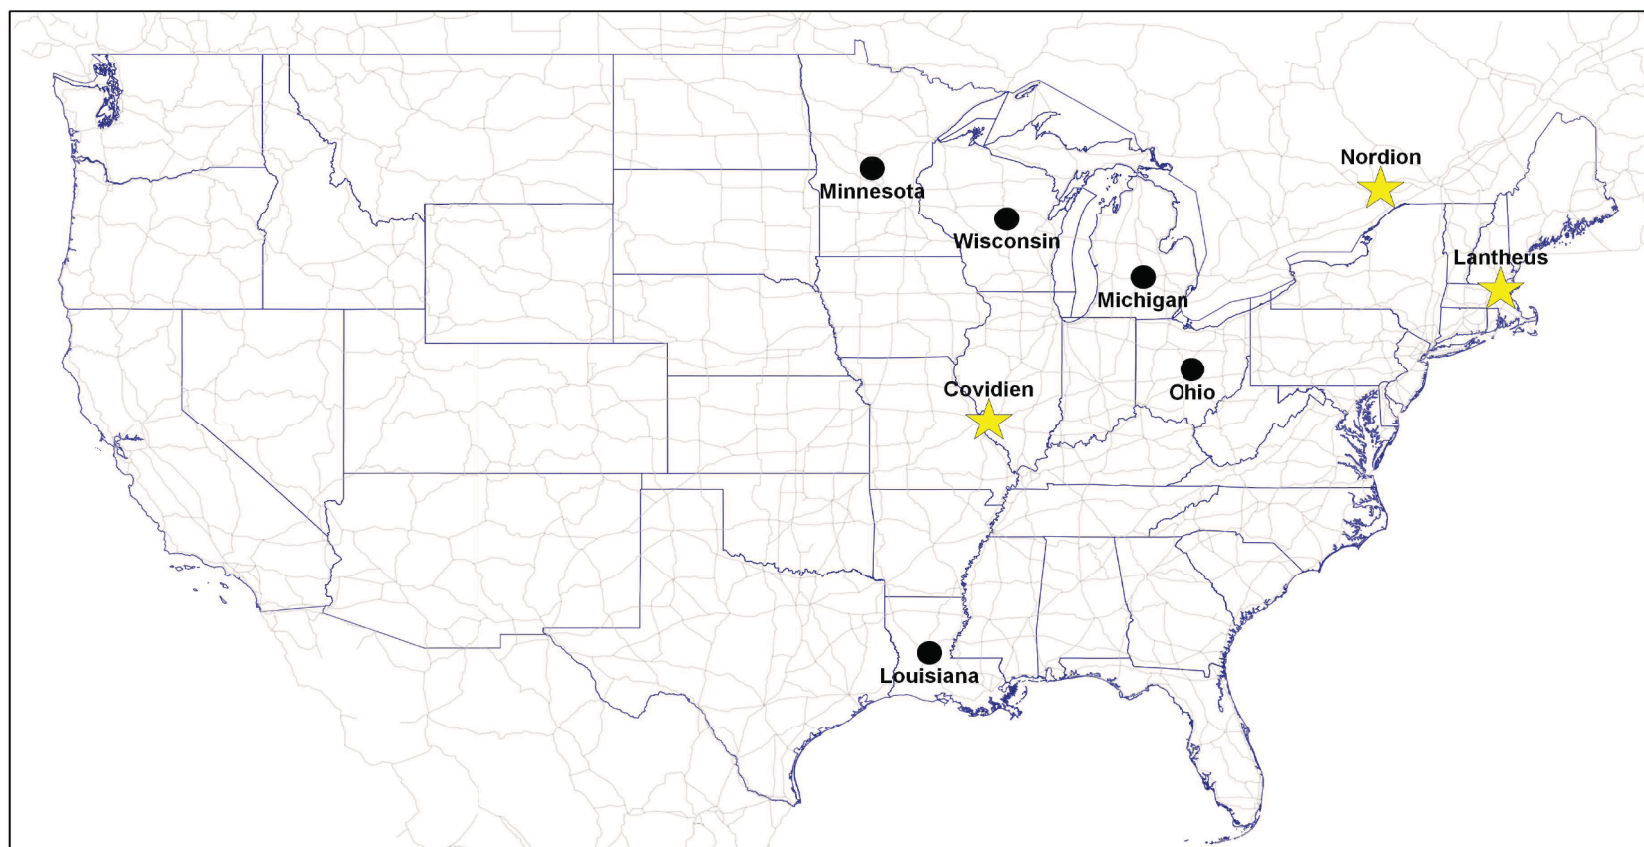 Nordion
Minnesota
Wisconsin
Lantheus
Michigan
Covidien
Ohio
Louisiana